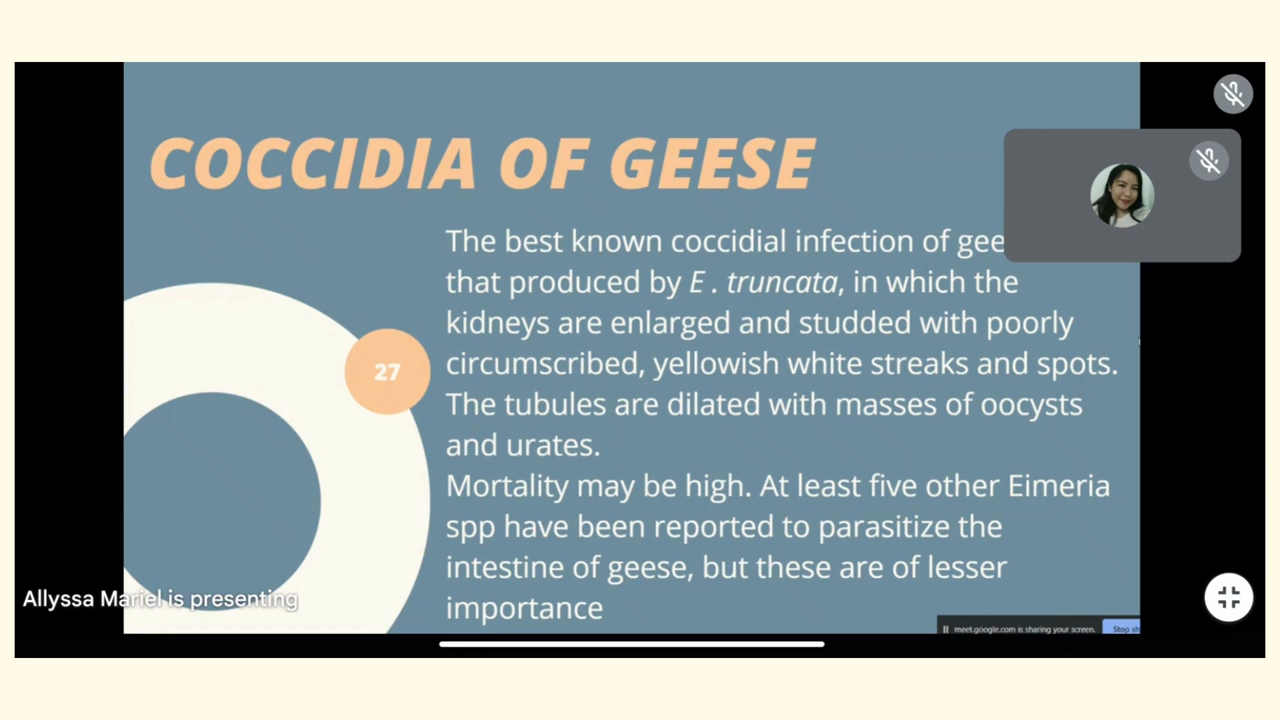 COCCIDIA OF GEESE
The best known coccidial infection of
that produced by E . truncata, in which the
kidneys are enlarged and studded with poorly
27
circumscribed, yellowish white streaks and spots.
The tubules are dilated with masses of oocysts
and urates.
Mortality may be high. At least five other Eimeria
spp have been reported to parasitize the
intestine of geese, but these are of lesser
importance
Allyssa Mariel is presenting
meet.google.com is sharing your screen.
Stop